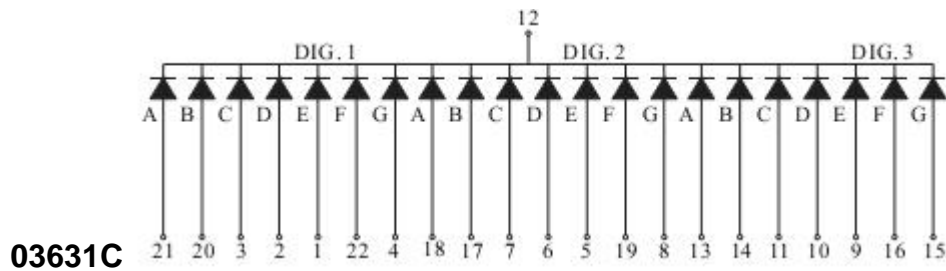 12
DIG. 1 DIG. 2 DIG. 3
A B C D E F G A B C D E F G A B C D E F G
03631C 21 20 3 2 1 22 4 18 17 7 6 5 19 8 13 14 11 10 9 16 15